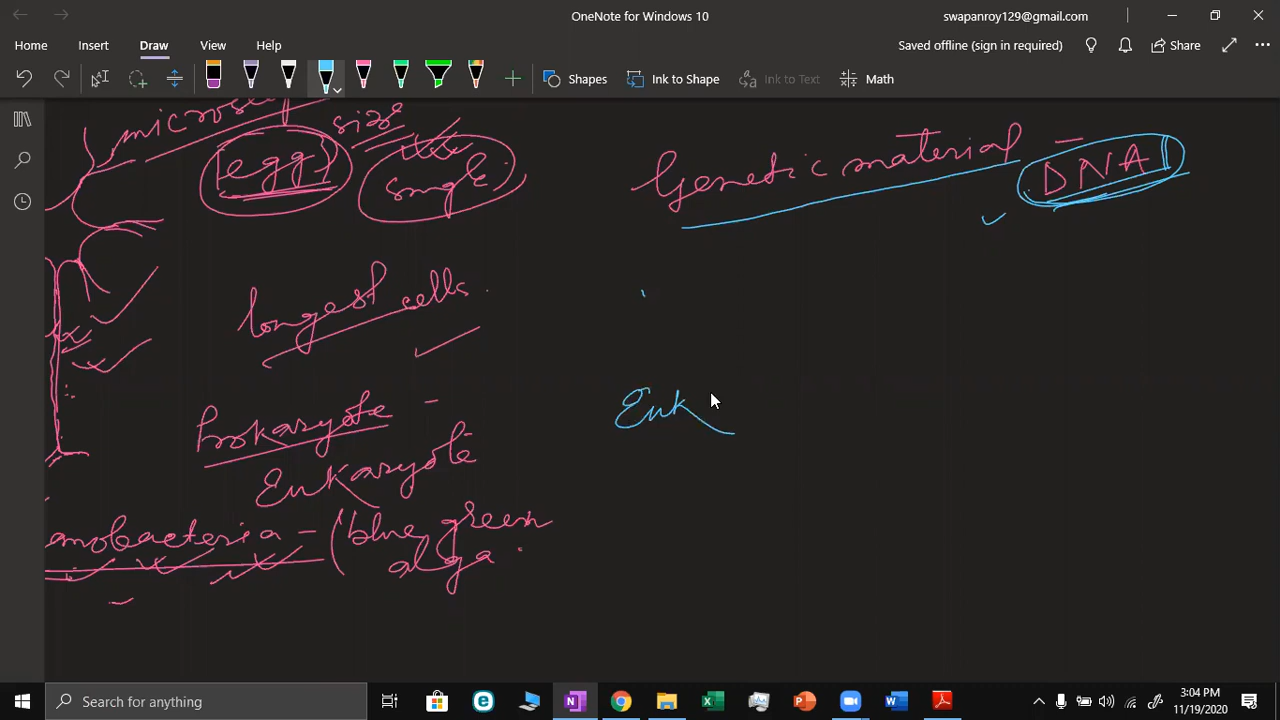 OneNote for Windows 10
swapanroy129@gmail.com
Home Insert Draw View Help
Saved offline (sign in required)
Share
Shapes
Ink to Shape
Ink to Text
Math
size
(egg)
single
Genetic material - DNA
longest cells
Prokaryote -
Eukaryote
anobacteria - (blue green
alga
Euk
Search for anything
3:04 PM
11/19/2020